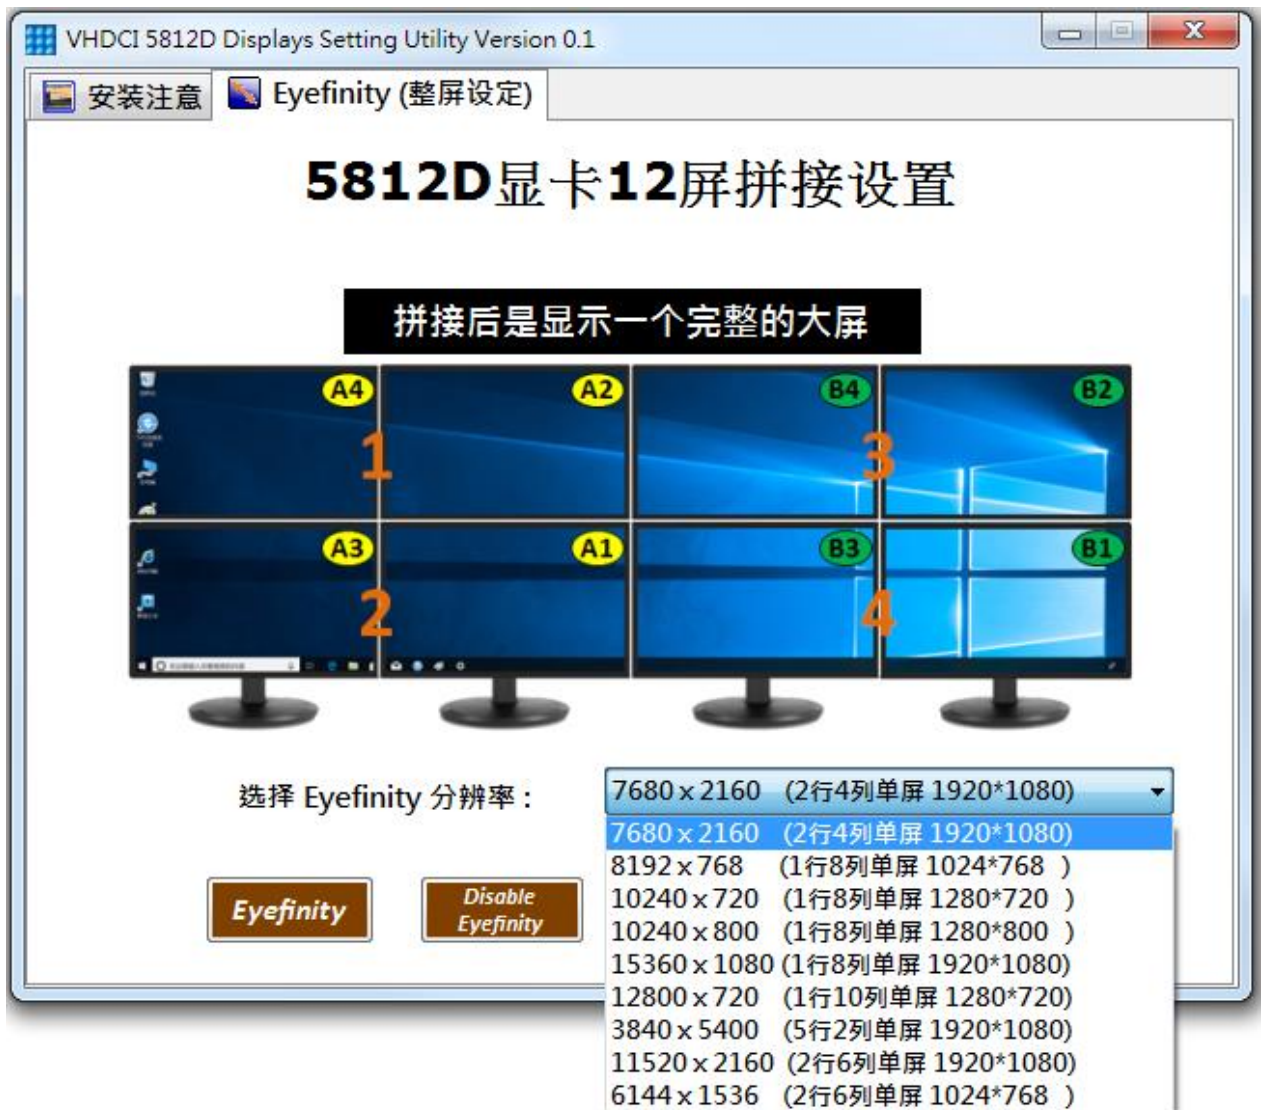 VHDCI 5812D Displays Setting Utility Version 0.1
安装注意 Eyefinity (整屏设定)
5812D显卡12屏拼接设置
拼接后是显示一个完整的大屏
A4 A2 B4 B2
1 3
A3 A1 B3 B1
2 4
选择 Eyefinity 分辨率 :
7680 x 2160 (2行4列单屏 1920*1080)
7680 x 2160 (2行4列单屏 1920*1080)
8192 x 768 (1行8列单屏 1024*768 )
10240 x 720 (1行8列单屏 1280*720 )
10240 x 800 (1行8列单屏 1280*800 )
15360 x 1080 (1行8列单屏 1920*1080)
12800 x 720 (1行10列单屏 1280*720)
3840 x 5400 (5行2列单屏 1920*1080)
11520 x 2160 (2行6列单屏 1920*1080)
6144 x 1536 (2行6列单屏 1024*768 )
Eyefinity
Disable
Eyefinity